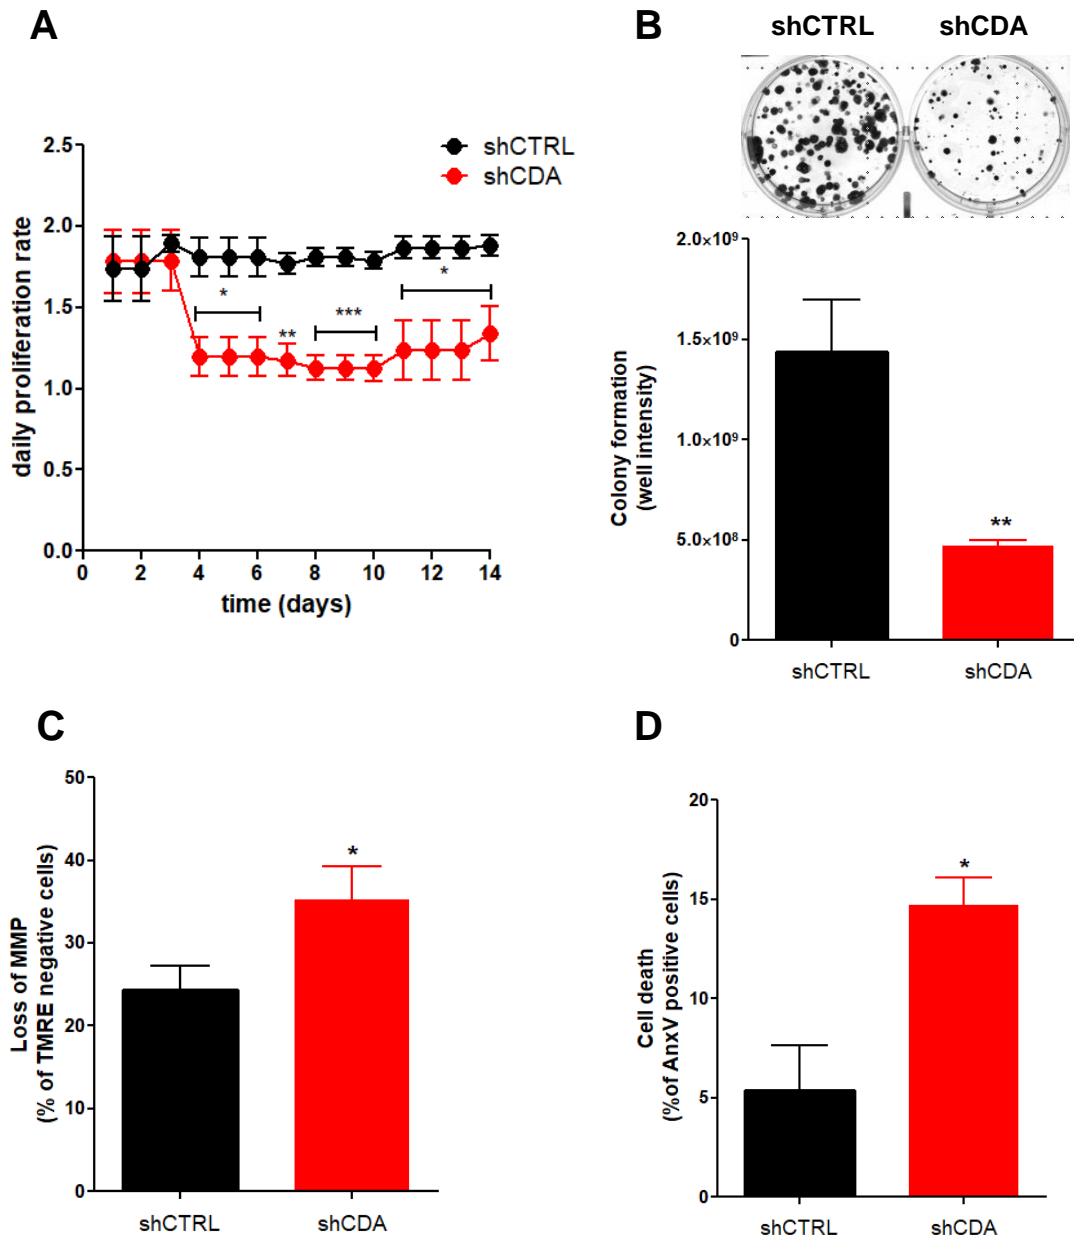 A
B
shCTRL
shCDA
shCTRL
shCDA
2.5
2.0
1.5
1.0
0.5
0.0
daily proliferation rate
*
**
***
*
0
2
4
6
8
10
12
14
time (days)
2.0×10⁹
1.5×10⁹
1.0×10⁹
5.0×10⁸
0
Colony formation
(well intensity)
**
shCTRL
shCDA
C
50
40
30
20
10
0
Loss of MMP
(% of TMRE negative cells)
*
shCTRL
shCDA
D
20
15
10
5
0
Cell death
(%of AnxV positive cells)
*
shCTRL
shCDA